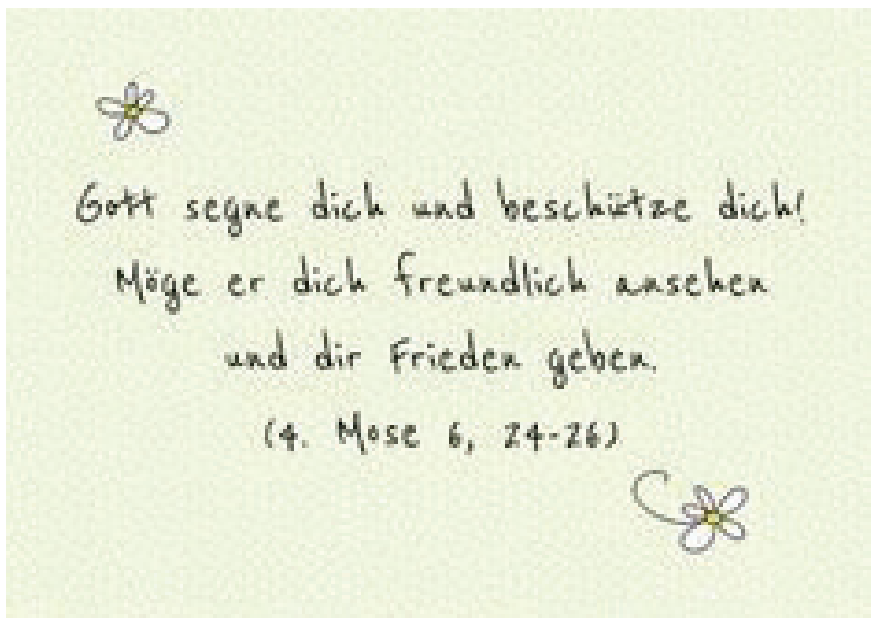 Gott segne dich und beschütze dich!
Möge er dich freundlich ansehen
und dir Frieden geben.
(4. Mose 6, 24-26)